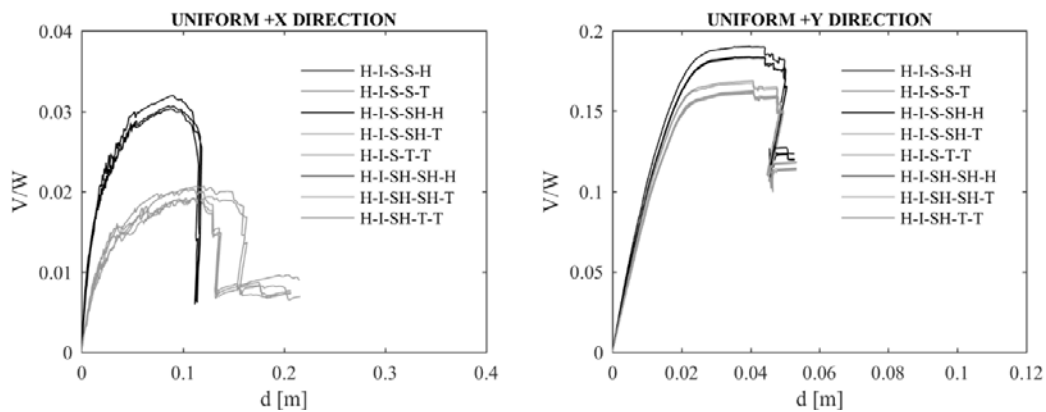 UNIFORM +X DIRECTION
0.04
0.03
0.02
0.01
0
V/W
0
0.1
0.2
0.3
0.4
d [m]
H-I-S-S-H
H-I-S-S-T
H-I-S-SH-H
H-I-S-SH-T
H-I-S-T-T
H-I-SH-SH-H
H-I-SH-SH-T
H-I-SH-T-T
UNIFORM +Y DIRECTION
0.2
0.15
0.1
0.05
0
V/W
0
0.02
0.04
0.06
0.08
0.1
0.12
d [m]
H-I-S-S-H
H-I-S-S-T
H-I-S-SH-H
H-I-S-SH-T
H-I-S-T-T
H-I-SH-SH-H
H-I-SH-SH-T
H-I-SH-T-T